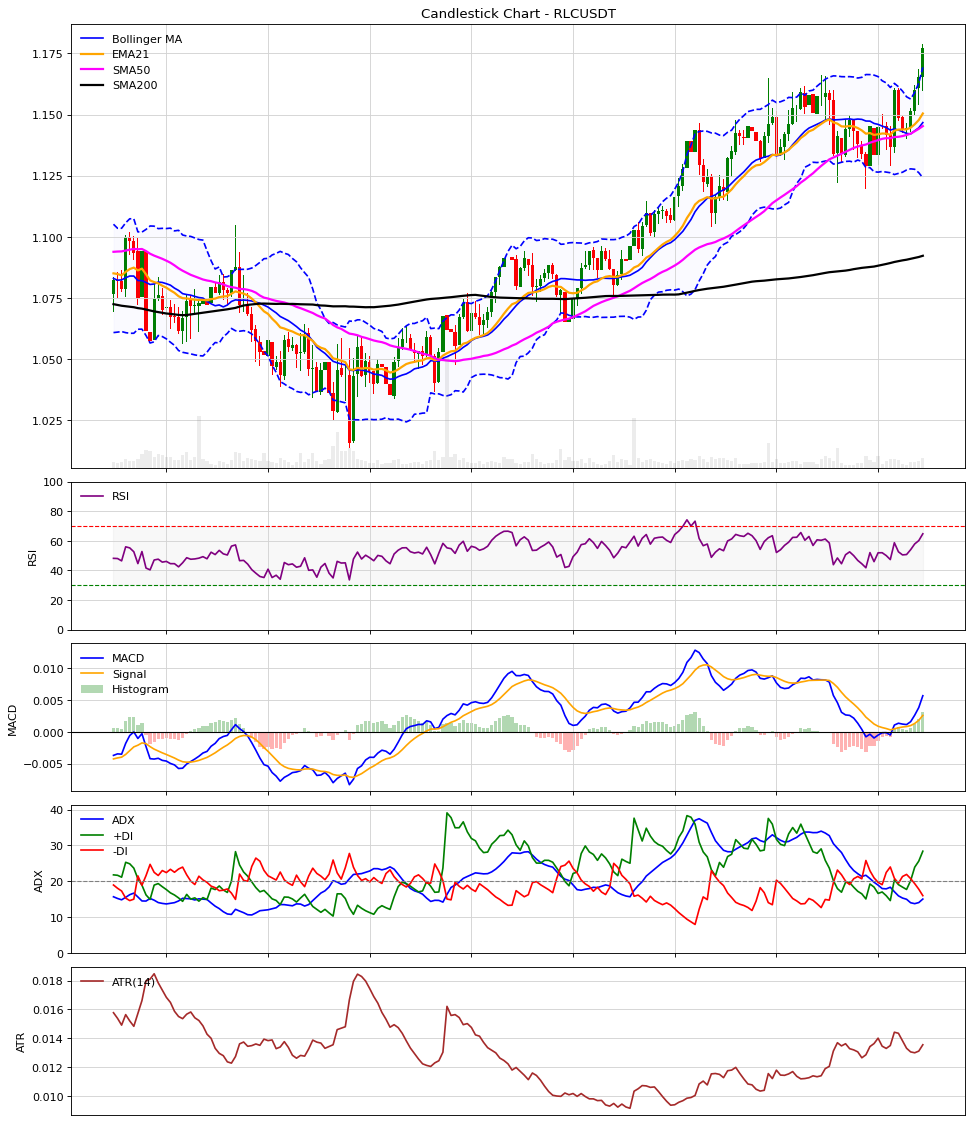 Candlestick Chart - RLCUSDT
Bollinger MA
EMA21
SMA50
SMA200
1.175
1.150
1.125
1.100
1.075
1.050
1.025
RSI
100
80
60
40
20
0
RSI
MACD
Signal
Histogram
0.010
0.005
0.000
−0.005
MACD
ADX
+DI
-DI
40
30
20
10
0
ADX
ATR(14)
0.018
0.016
0.014
0.012
0.010
ATR